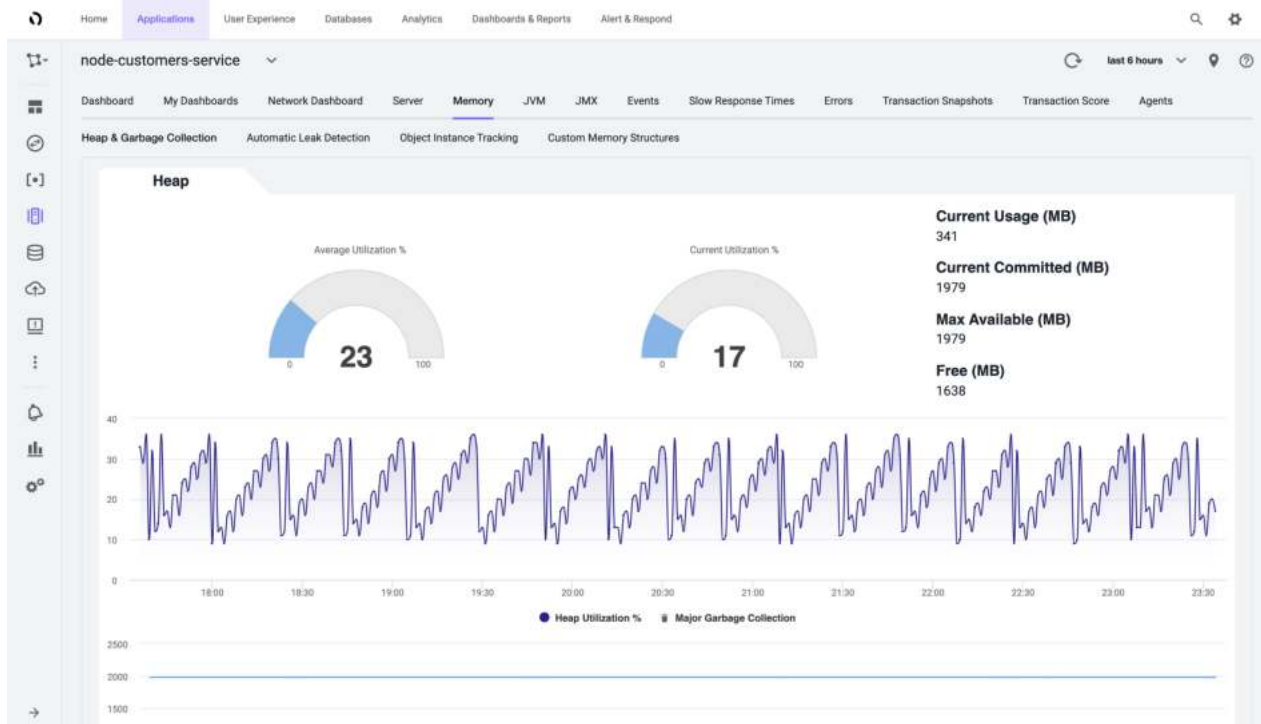 Home Applications User Experience Databases Analytics Dashboards & Reports Alert & Respond
node-customers-service last 6 hours
Dashboard My Dashboards Network Dashboard Server Memory JVM JMX Events Slow Response Times Errors Transaction Snapshots Transaction Score Agents
Heap & Garbage Collection Automatic Leak Detection Object Instance Tracking Custom Memory Structures
Heap
Average Utilization %
0 23 100
Current Utilization %
0 17 100
Current Usage (MB)
341
Current Committed (MB)
1979
Max Available (MB)
1979
Free (MB)
1638
40
30
20
10
0
18:00 18:30 19:00 19:30 20:00 20:30 21:00 21:30 22:00 22:30 23:00 23:30
Heap Utilization % Major Garbage Collection
2500
2000
1500